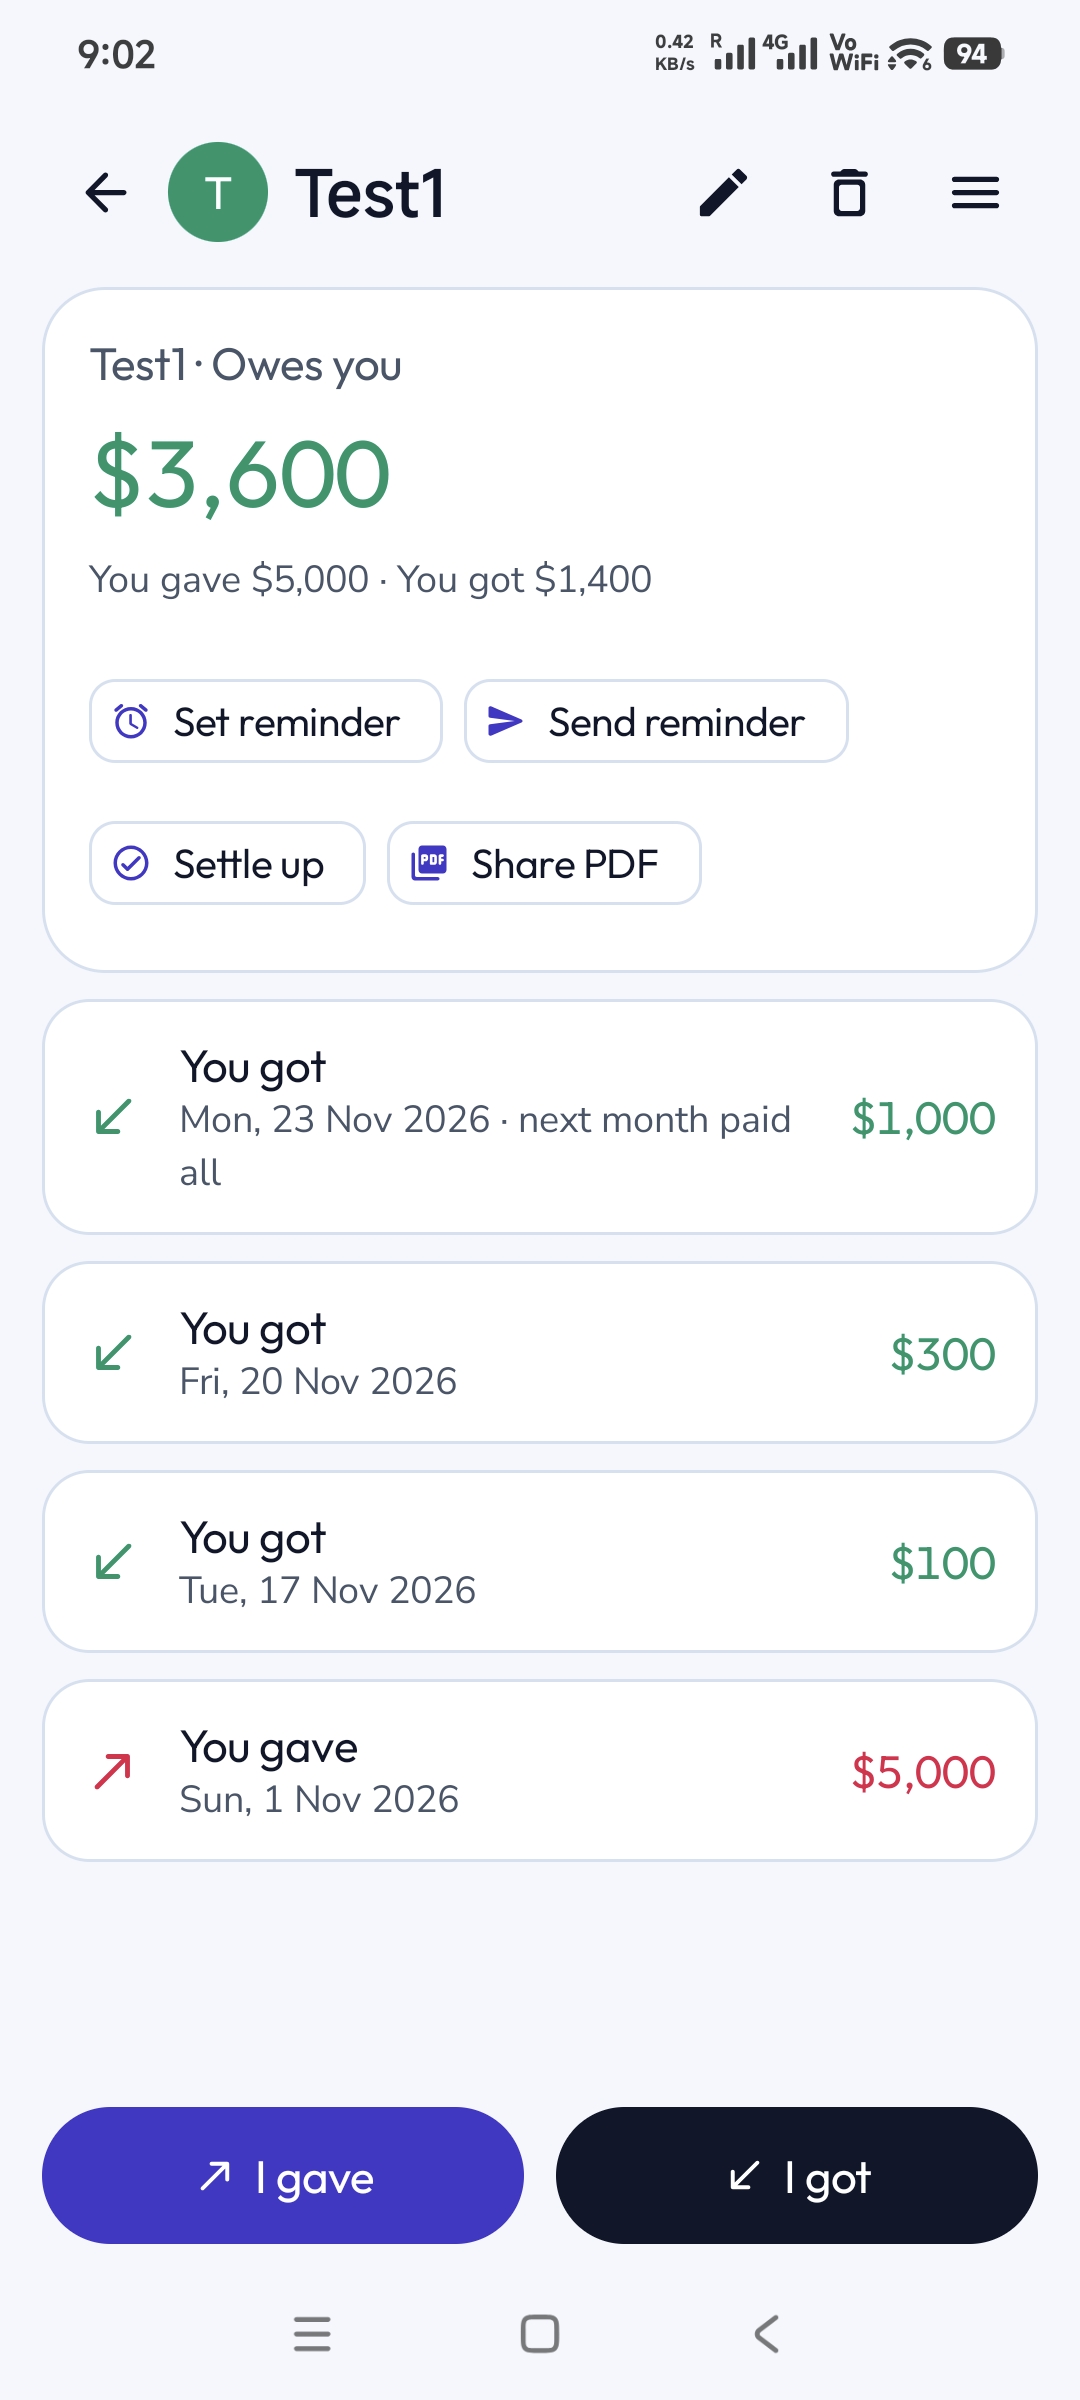 9:02
0.42 KB/s R 4G Vo WiFi 6 94
T Test1
Test1 · Owes you
$3,600
You gave $5,000 · You got $1,400
Set reminder
Send reminder
Settle up
PDF Share PDF
You got
Mon, 23 Nov 2026 · next month paid all
$1,000
You got
Fri, 20 Nov 2026
$300
You got
Tue, 17 Nov 2026
$100
You gave
Sun, 1 Nov 2026
$5,000
I gave
I got